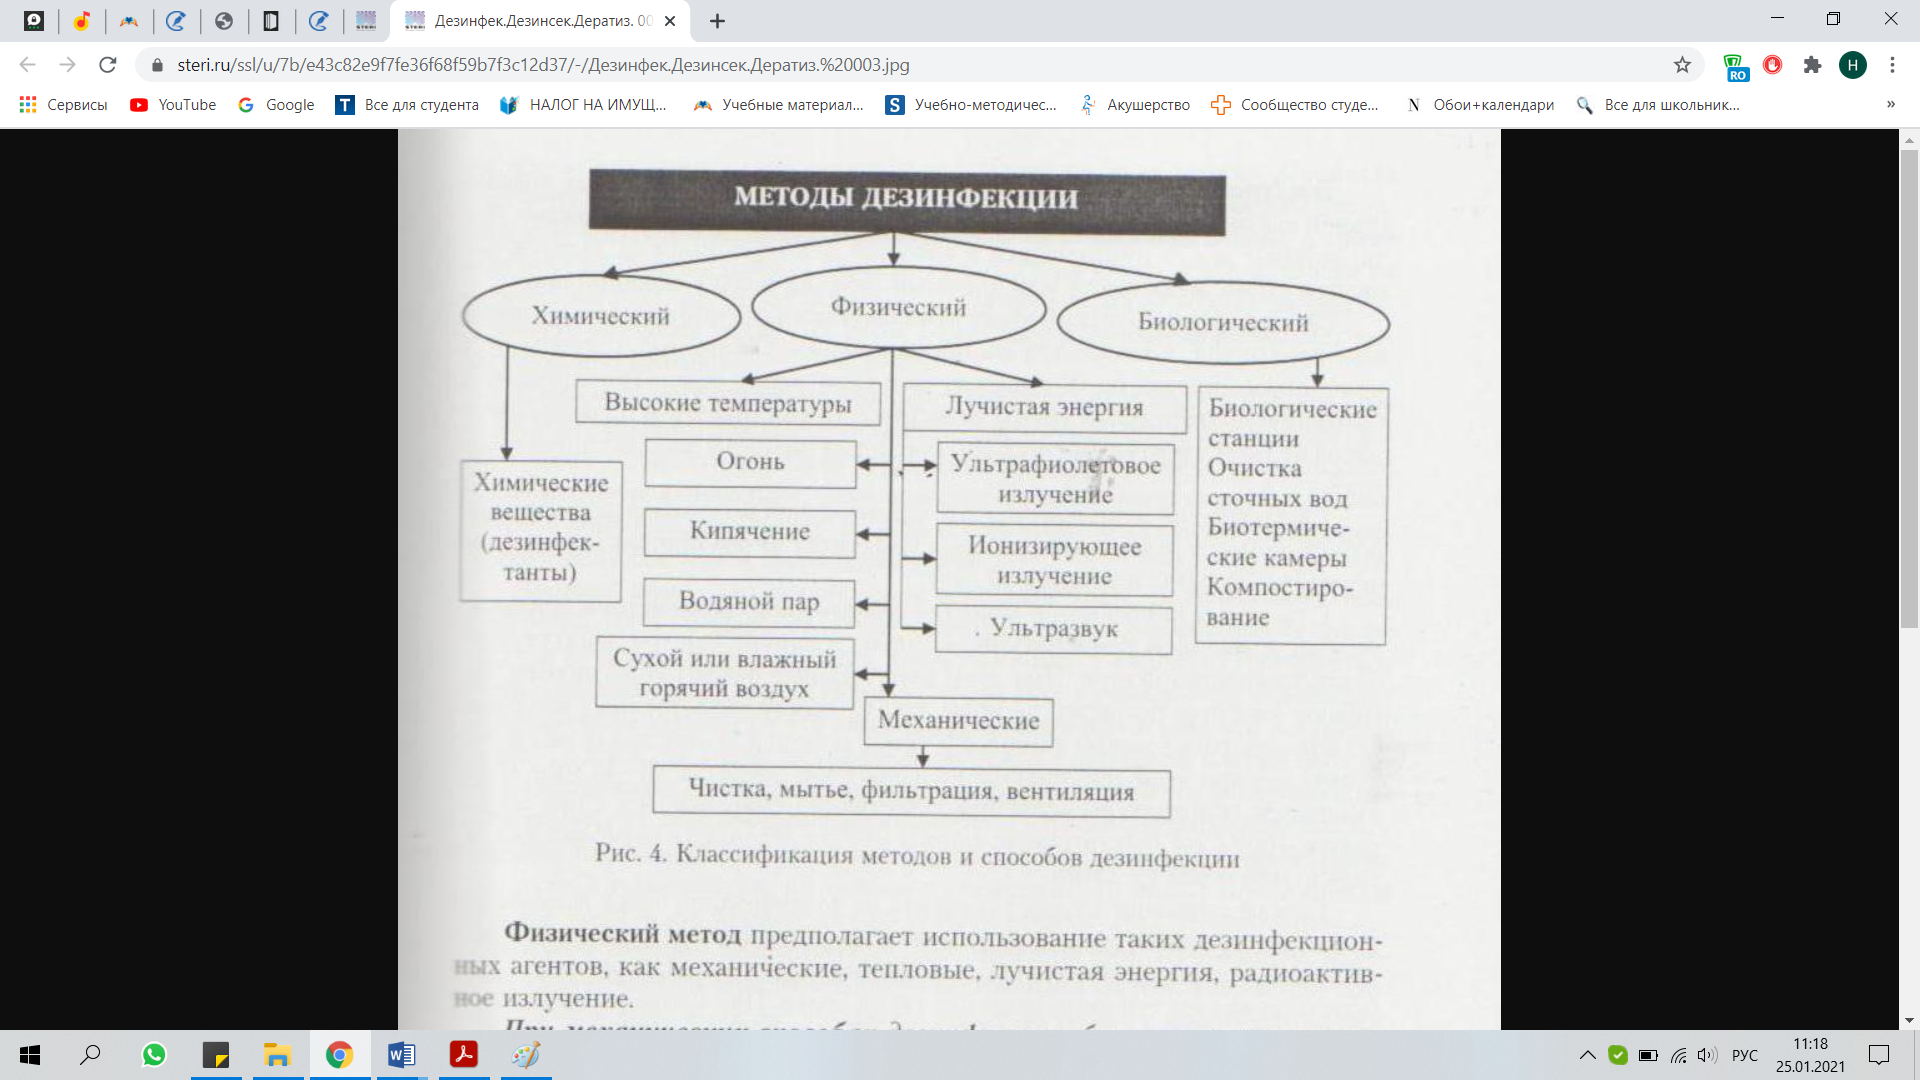 Дезинфек.Дезинсек.Дератиз. 00
steri.ru/ssl/u/7b/e43c82e9f7fe36f68f59b7f3c12d37/-/Дезинфек.Дезинсек.Дератиз.%20003.jpg
RO
H
Сервисы
YouTube
Google
Все для студента
НАЛОГ НА ИМУЩ...
Учебные материал...
Учебно-методичес...
Акушерство
Сообщество студе...
Обои+календари
Все для школьник...
»
МЕТОДЫ ДЕЗИНФЕКЦИИ
Химический
Физический
Биологический
Высокие температуры
Лучистая энергия
Огонь
Кипячение
Водяной пар
Сухой или влажный
горячий воздух
Ультрафиолетовое
излучение
Ионизирующее
излучение
Ультразвук
Химические
вещества
(дезинфек-
танты)
Биологические
станции
Очистка
сточных вод
Биотермиче-
ские камеры
Компостиро-
вание
Механические
Чистка, мытье, фильтрация, вентиляция
Рис. 4. Классификация методов и способов дезинфекции
Физический метод предполагает использование таких дезинфекцион-
ных агентов, как механические, тепловые, лучистая энергия, радиоактив-
ное излучение.
РУС
11:18
25.01.2021